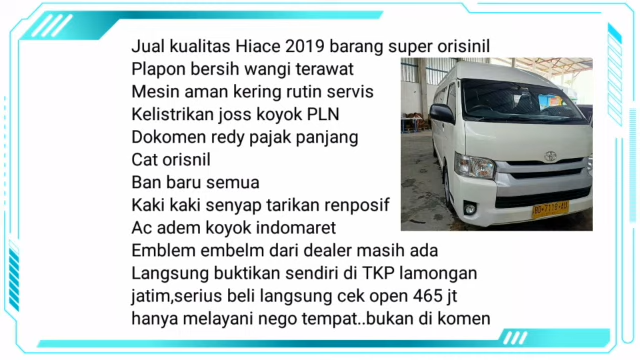 Jual kualitas Hiace 2019 barang super orisinil
Plapon bersih wangi terawat
Mesin aman kering rutin servis
Kelistrikan joss koyok PLN
Dokomen redy pajak panjang
Cat orisnil
Ban baru semua
Kaki kaki senyap tarikan renposif
Ac adem koyok indomaret
Emblem embelm dari dealer masih ada
Langsung buktikan sendiri di TKP lamongan
jatim,serius beli langsung cek open 465 jt
hanya melayani nego tempat..bukan di komen